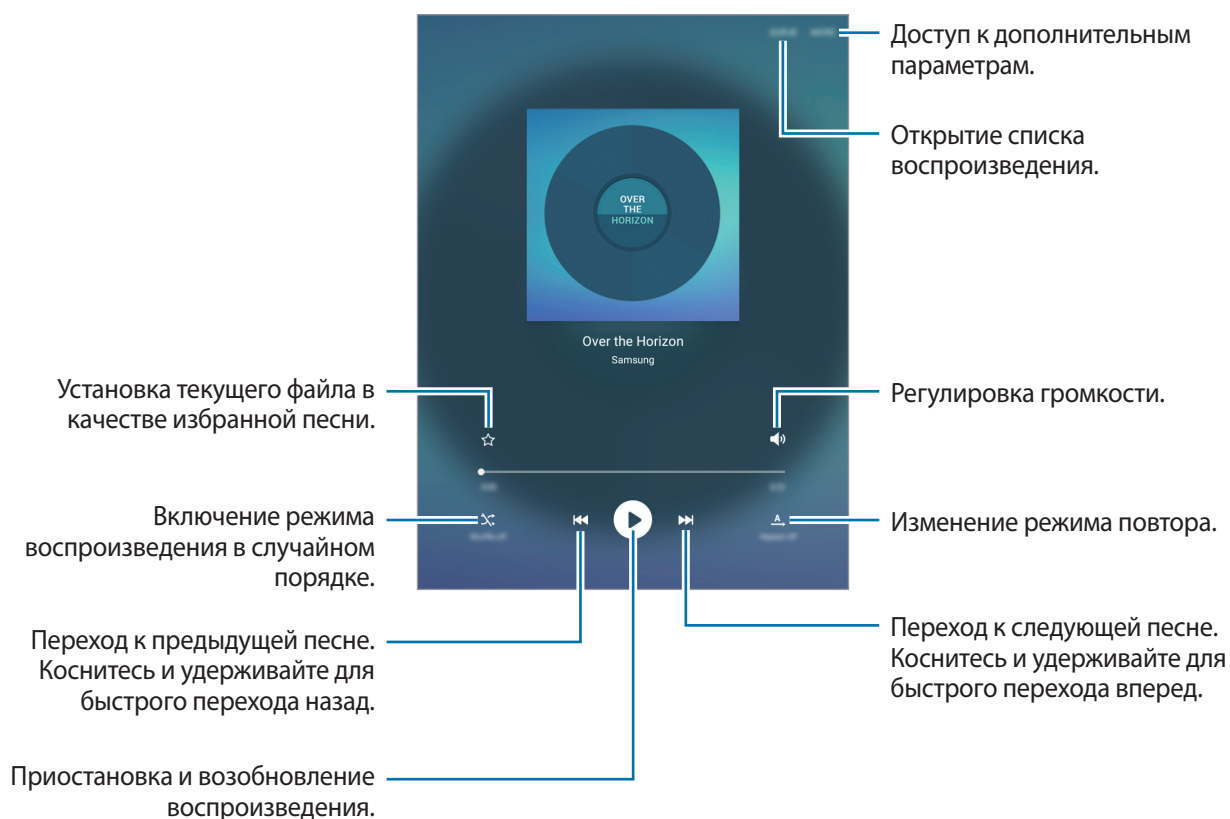 Доступ к дополнительным
параметрам.
Открытие списка
воспроизведения.
OVER
THE
HORIZON
Over the Horizon
Samsung
Установка текущего файла в
качестве избранной песни.
Регулировка громкости.
Включение режима
воспроизведения в случайном
порядке.
A
Изменение режима повтора.
Переход к предыдущей песне.
Коснитесь и удерживайте для
быстрого перехода назад.
Переход к следующей песне.
Коснитесь и удерживайте для
быстрого перехода вперед.
Приостановка и возобновление
воспроизведения.